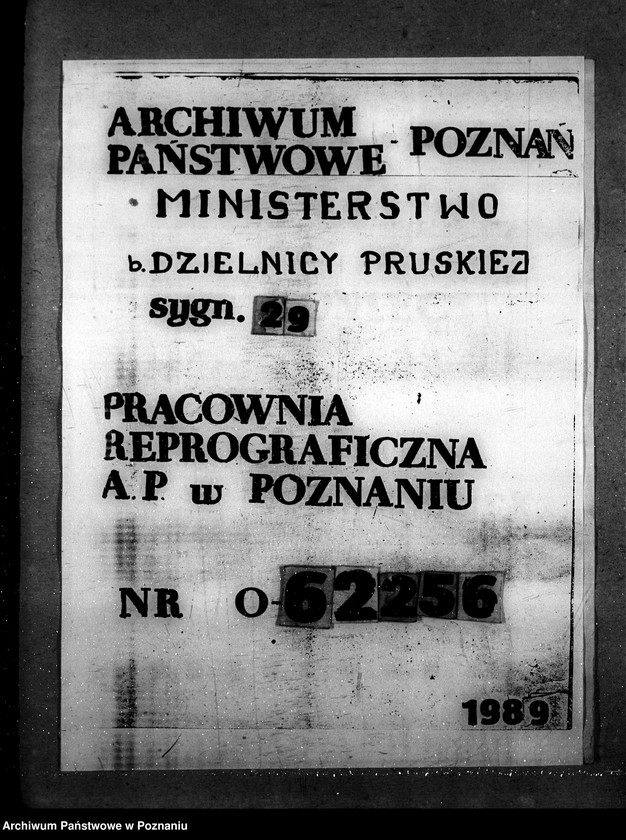 ARCHIWUM
PAŃSTWOWE - POZNAŃ
MINISTERSTWO
b. DZIELNICY PRUSKIEJ
sygn. 29
PRACOWNIA
REPROGRAFICZNA
A.P. w POZNANIU
NR O-62256
1989
Archiwum Państwowe w Poznaniu